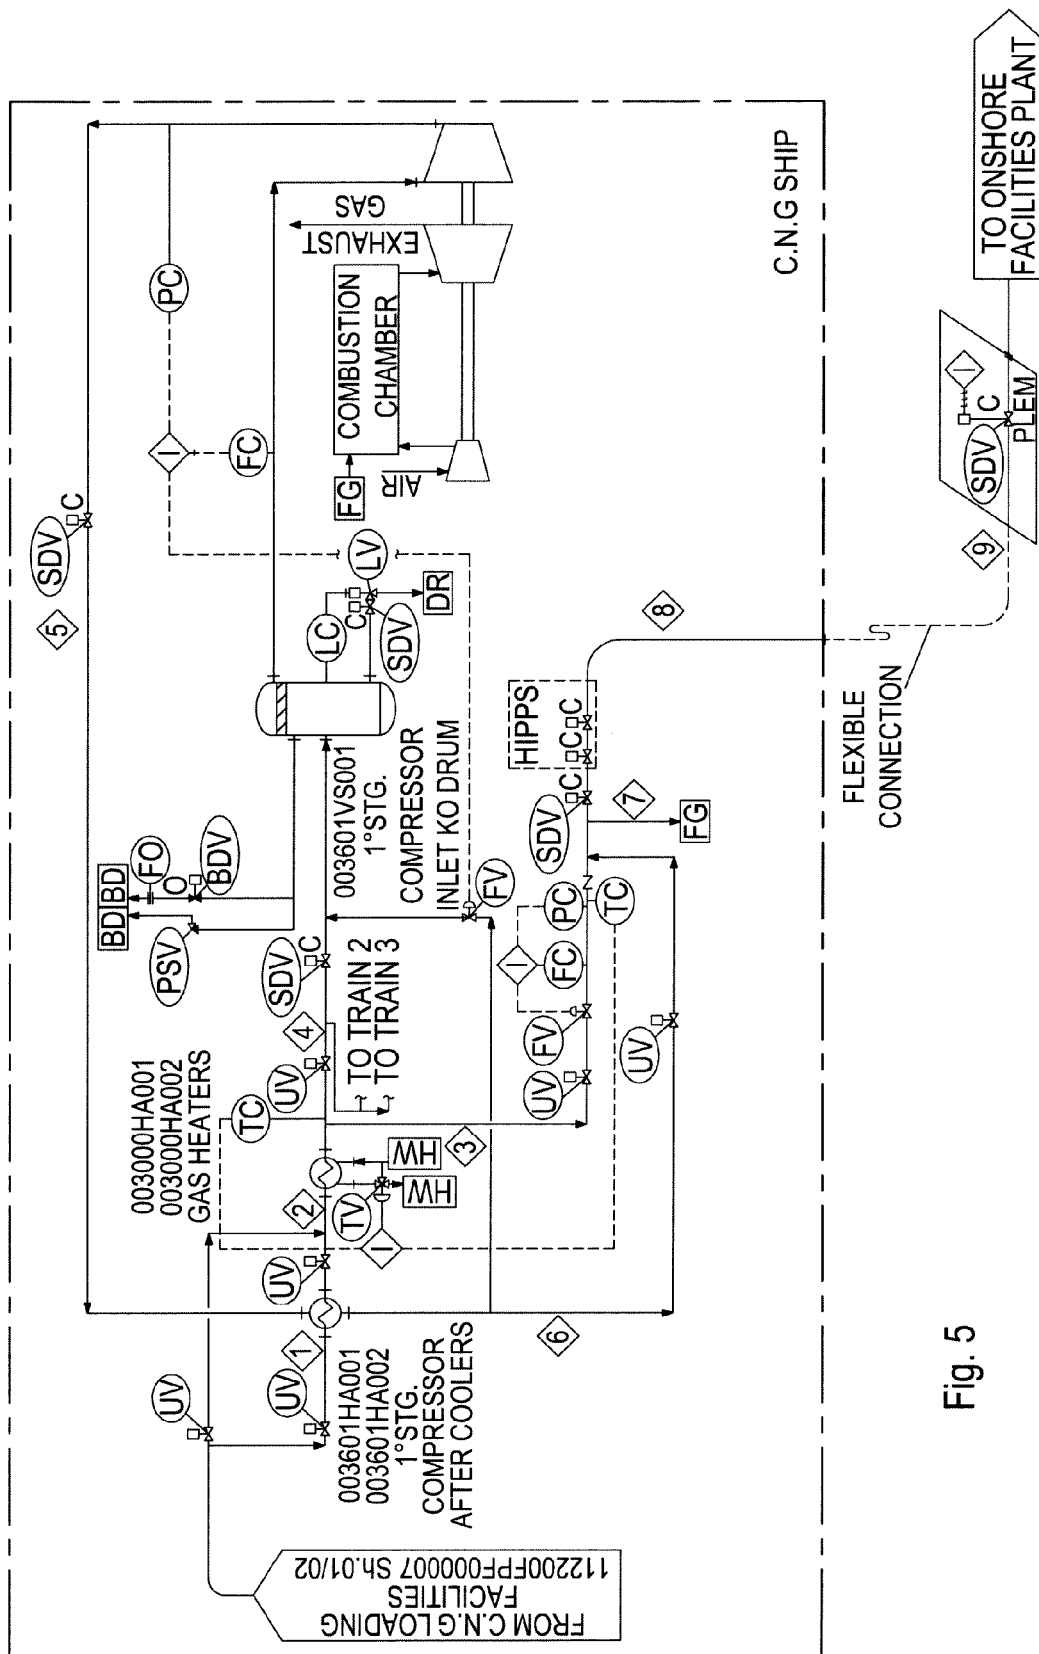 FROM C.N.G LOADING
FACILITIES
112200FPF000007 Sh.01/02
UV
UV
1
003601HA001
003601HA002
1°STG.
COMPRESSOR
AFTER COOLERS
UV
2
TV
I
HW
HW
003000HA001
003000HA002
GAS HEATERS
TC
3
UV
4
TO TRAIN 2
TO TRAIN 3
SDV
C
PSV
BD
BD
FO
O
BDV
003601VS001
1°STG.
COMPRESSOR
INLET KO DRUM
5
SDV
C
LC
C
LV
SDV
DR
FC
I
PC
FG
AIR
COMBUSTION
CHAMBER
EXHAUST
GAS
6
UV
UV
FV
I
FC
PC
TC
FV
7
FG
SDV
C
HIPPS
C
C
8
C.N.G SHIP
FLEXIBLE
CONNECTION
9
SDV
C
I
PLEM
TO ONSHORE
FACILITIES PLANT
Fig. 5